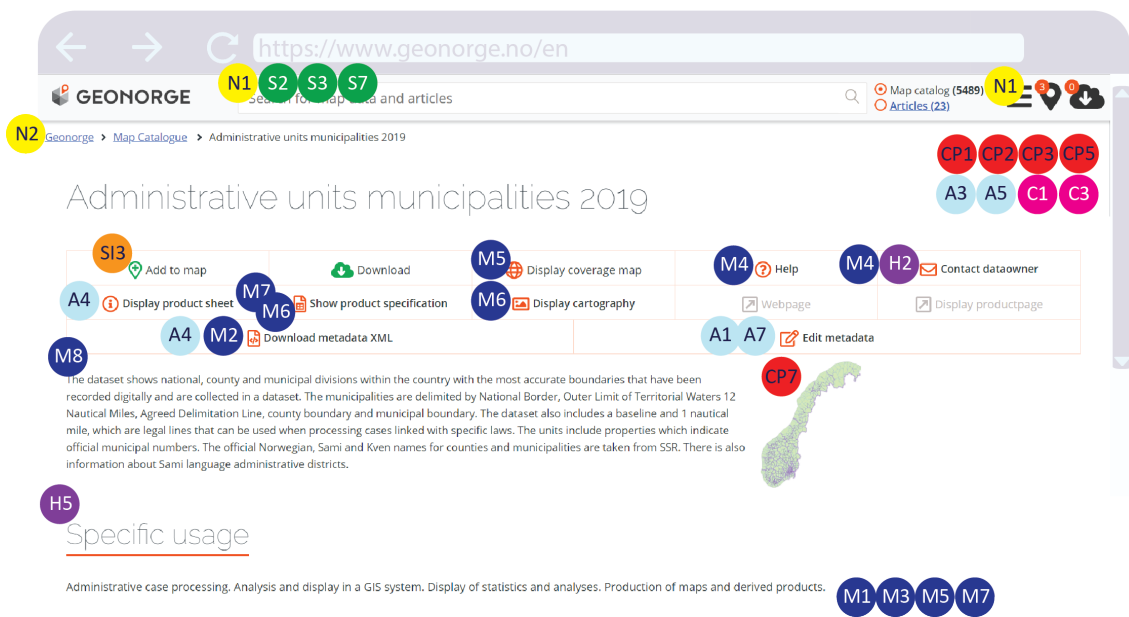 https://www.geonorge.no/en
N1 S2 S3 S7
GEONORGE
Search for map data and articles
Map catalog (5489)
Articles (23)
N1
3
0
N2
Geonorge > Map Catalogue > Administrative units municipalities 2019
CP1 CP2 CP3 CP5
A3 A5 C1 C3
Administrative units municipalities 2019
SI3 Add to map Download M5 Display coverage map M4 Help M4 H2 Contact dataowner
A4 Display product sheet M7 M6 Show product specification M6 Display cartography Webpage Display productpage
A4 M2 Download metadata XML A1 A7 Edit metadata
M8
CP7
The dataset shows national, county and municipal divisions within the country with the most accurate boundaries that have been
recorded digitally and are collected in a dataset. The municipalities are delimited by National Border, Outer Limit of Territorial Waters 12
Nautical Miles, Agreed Delimitation Line, county boundary and municipal boundary. The dataset also includes a baseline and 1 nautical
mile, which are legal lines that can be used when processing cases linked with specific laws. The units include properties which indicate
official municipal numbers. The official Norwegian, Sami and Kven names for counties and municipalities are taken from SSR. There is also
information about Sami language administrative districts.
H5
Specific usage
Administrative case processing. Analysis and display in a GIS system. Display of statistics and analyses. Production of maps and derived products.
M1 M3 M5 M7